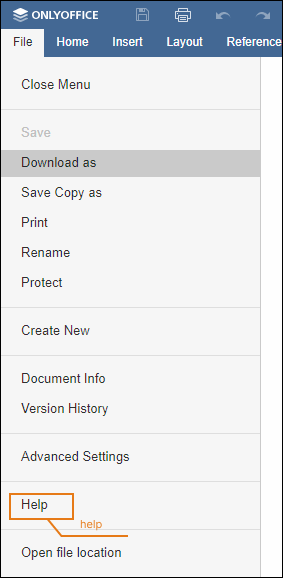 ONLYOFFICE
File Home Insert Layout Reference
Close Menu
Save
Download as
Save Copy as
Print
Rename
Protect
Create New
Document Info
Version History
Advanced Settings
Help
help
Open file location